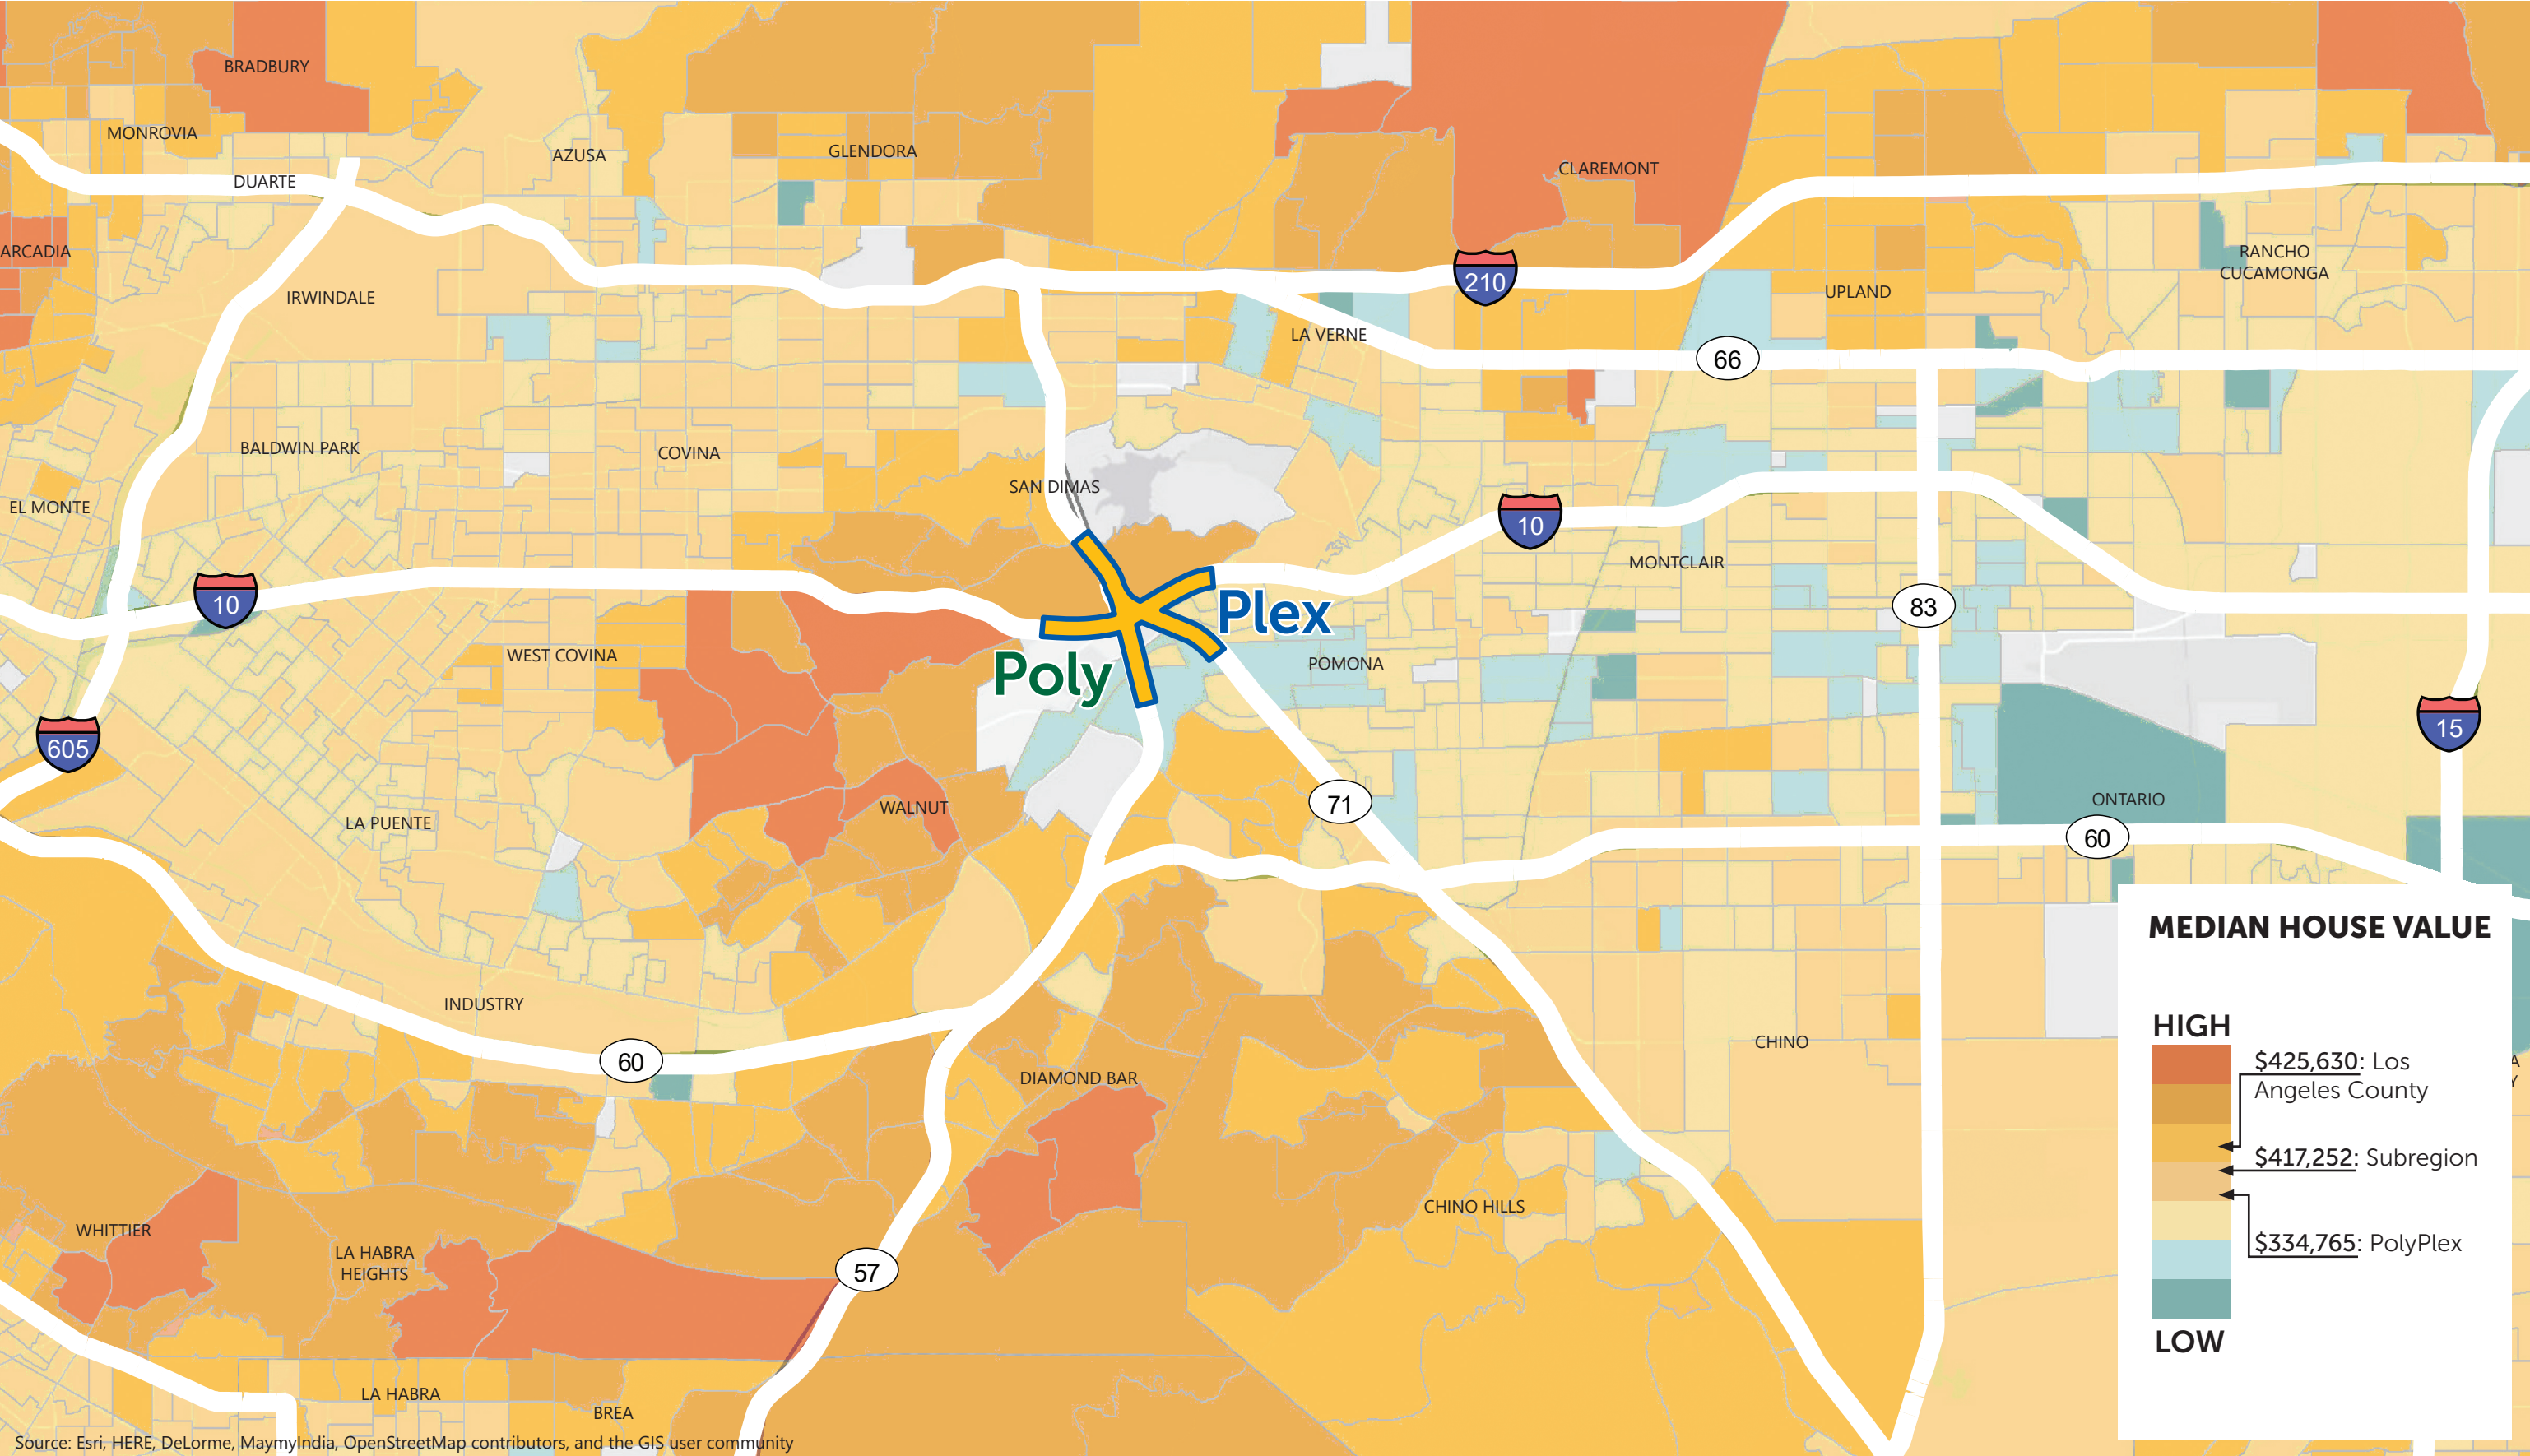 BRADBURY
MONROVIA
AZUSA
GLENDORA
CLAREMONT
DUARTE
ARCADIA
RANCHO
CUCAMONGA
210
IRWINDALE
UPLAND
LA VERNE
66
BALDWIN PARK
COVINA
SAN DIMAS
EL MONTE
10
MONTCLAIR
10
83
Plex
WEST COVINA
POMONA
Poly
605
15
71
ONTARIO
WALNUT
LA PUENTE
60
MEDIAN HOUSE VALUE
HIGH
$425,630: Los
Angeles County
$417,252: Subregion
$334,765: PolyPlex
LOW
INDUSTRY
CHINO
60
DIAMOND BAR
CHINO HILLS
WHITTIER
LA HABRA
HEIGHTS
57
LA HABRA
BREA
Source: Esri, HERE, DeLorme, MaymyIndia, OpenStreetMap contributors, and the GIS user community